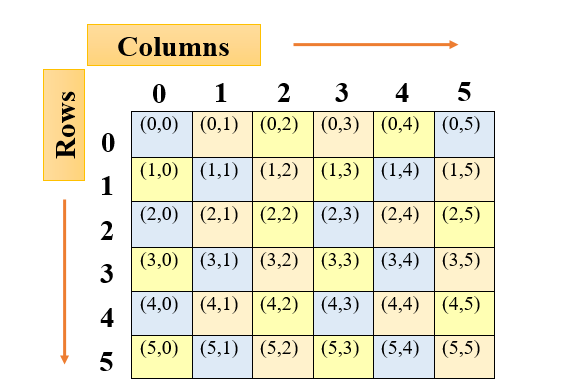 Columns
Rows
0 1 2 3 4 5
0 (0,0) (0,1) (0,2) (0,3) (0,4) (0,5)
1 (1,0) (1,1) (1,2) (1,3) (1,4) (1,5)
2 (2,0) (2,1) (2,2) (2,3) (2,4) (2,5)
3 (3,0) (3,1) (3,2) (3,3) (3,4) (3,5)
4 (4,0) (4,1) (4,2) (4,3) (4,4) (4,5)
5 (5,0) (5,1) (5,2) (5,3) (5,4) (5,5)